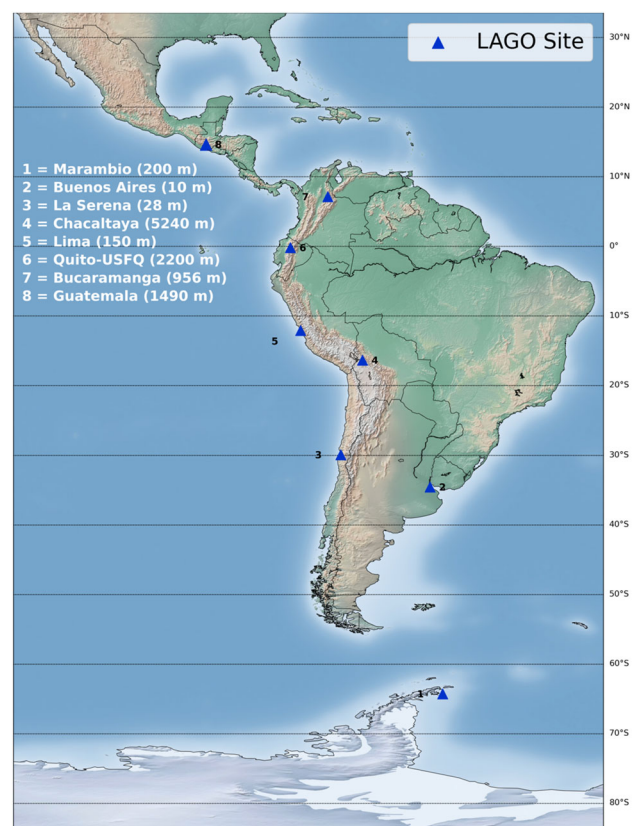 LAGO Site
30°N
20°N
8
1 = Marambio (200 m)
2 = Buenos Aires (10 m)
3 = La Serena (28 m)
4 = Chacaltaya (5240 m)
5 = Lima (150 m)
6 = Quito-USFQ (2200 m)
7 = Bucaramanga (956 m)
8 = Guatemala (1490 m)
10°N
7
6
0°
10°S
5
4
20°S
3
30°S
2
40°S
50°S
60°S
1
70°S
80°S